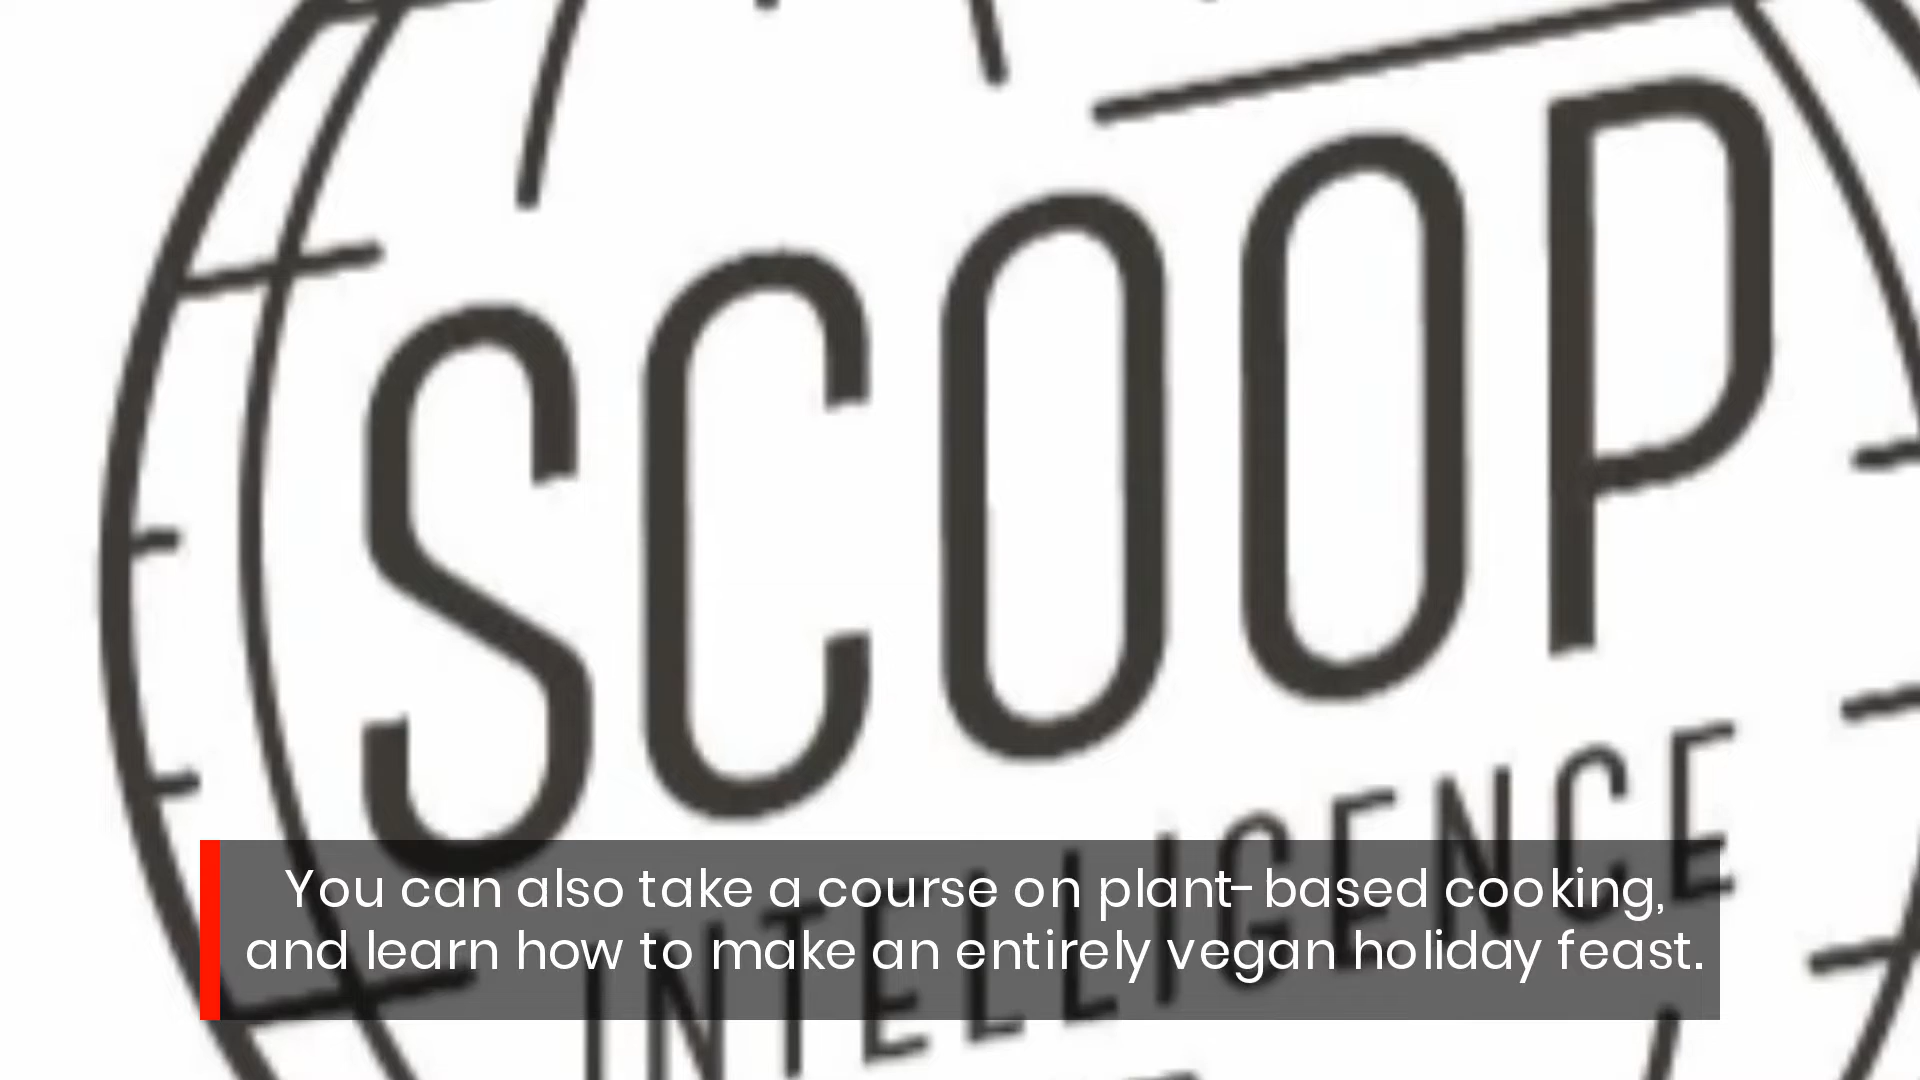 SCOOP
INTELLIGENCE
You can also take a course on plant-based cooking,
and learn how to make an entirely vegan holiday feast.